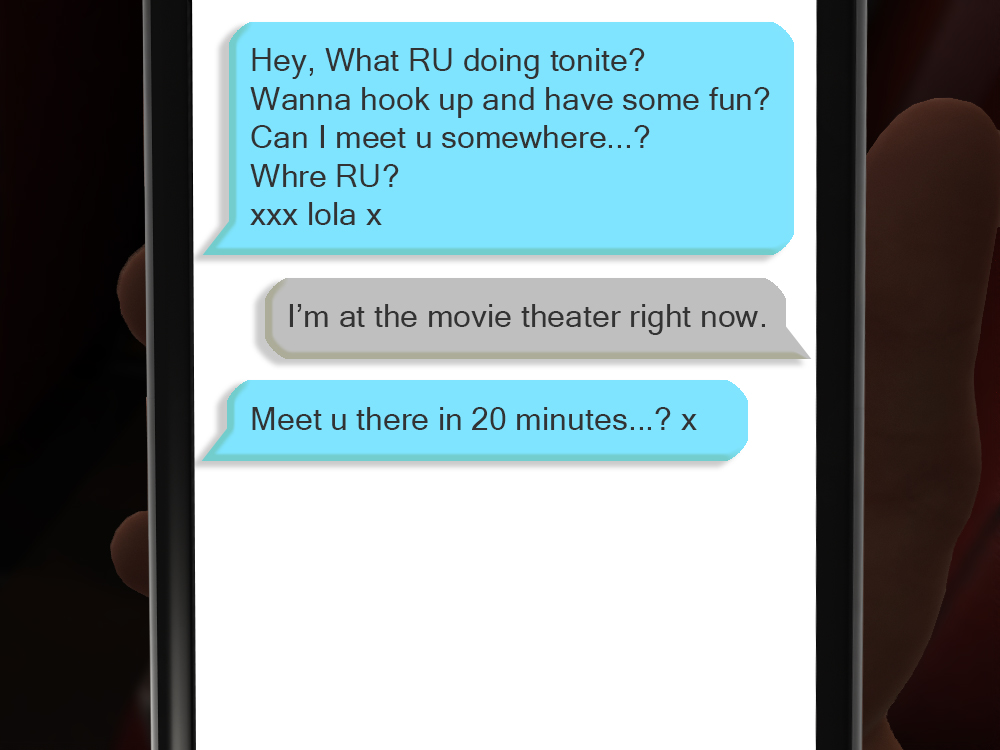 Hey, What RU doing tonite?
Wanna hook up and have some fun?
Can I meet u somewhere...?
Whre RU?
xxx lola x
I’m at the movie theater right now.
Meet u there in 20 minutes...? x